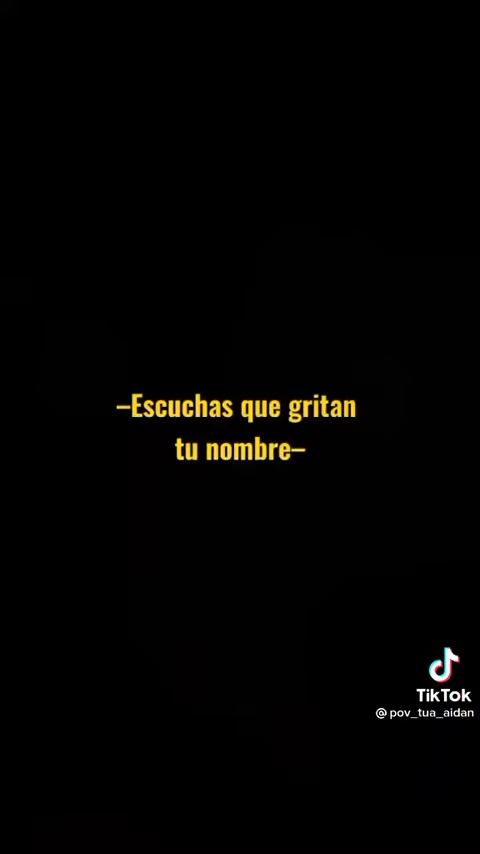 –Escuchas que gritan
tu nombre–
TikTok
@pov_tua_aidan